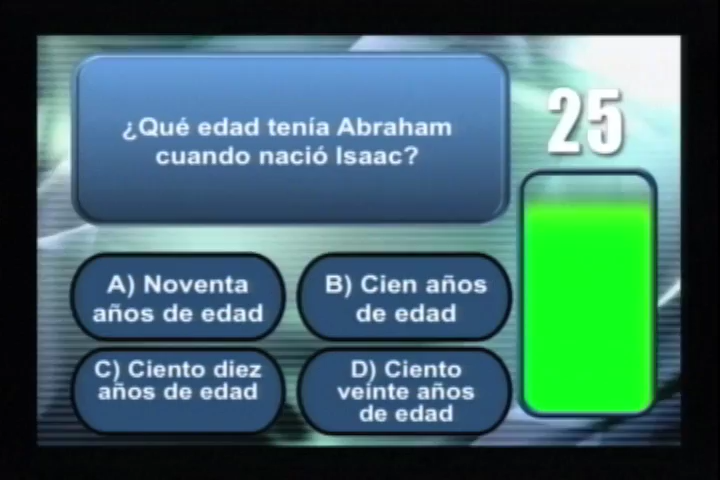 ¿Qué edad tenía Abraham
cuando nació Isaac?
25
A) Noventa
años de edad
B) Cien años
de edad
C) Ciento diez
años de edad
D) Ciento
veinte años
de edad